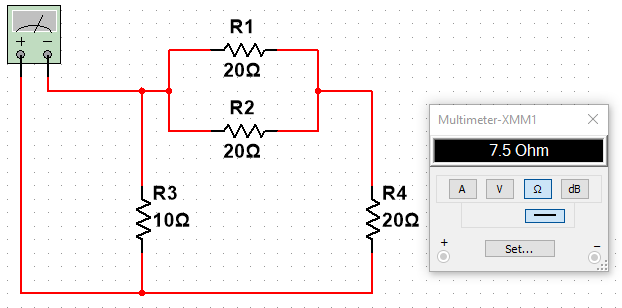 + −
R1
20Ω
R2
20Ω
R3
10Ω
R4
20Ω
Multimeter-XMM1
7.5 Ohm
A V Ω dB
+ −
Set...